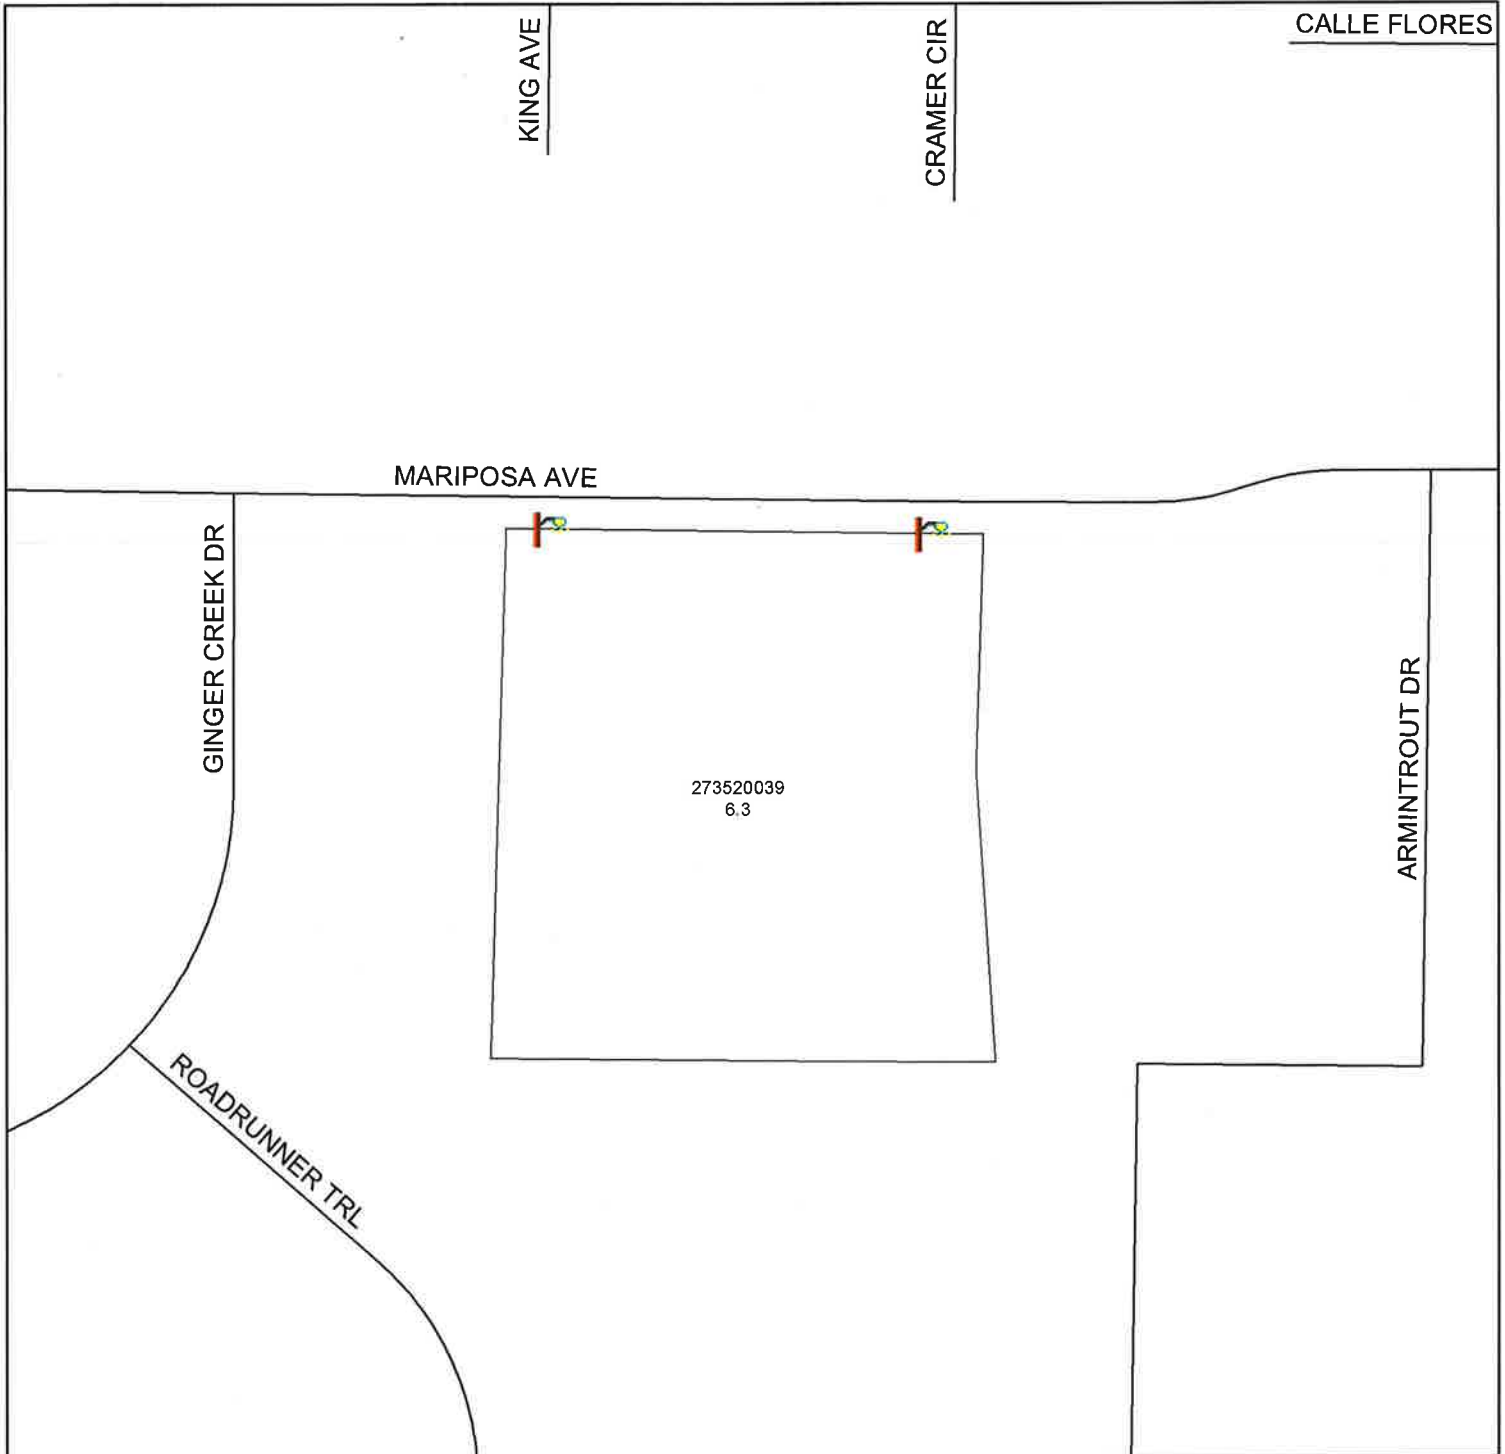 KING AVE
CRAMER CIR
CALLE FLORES
MARIPOSA AVE
GINGER CREEK DR
273520039
6.3
ARMINTROUT DR
ROADRUNNER TRL